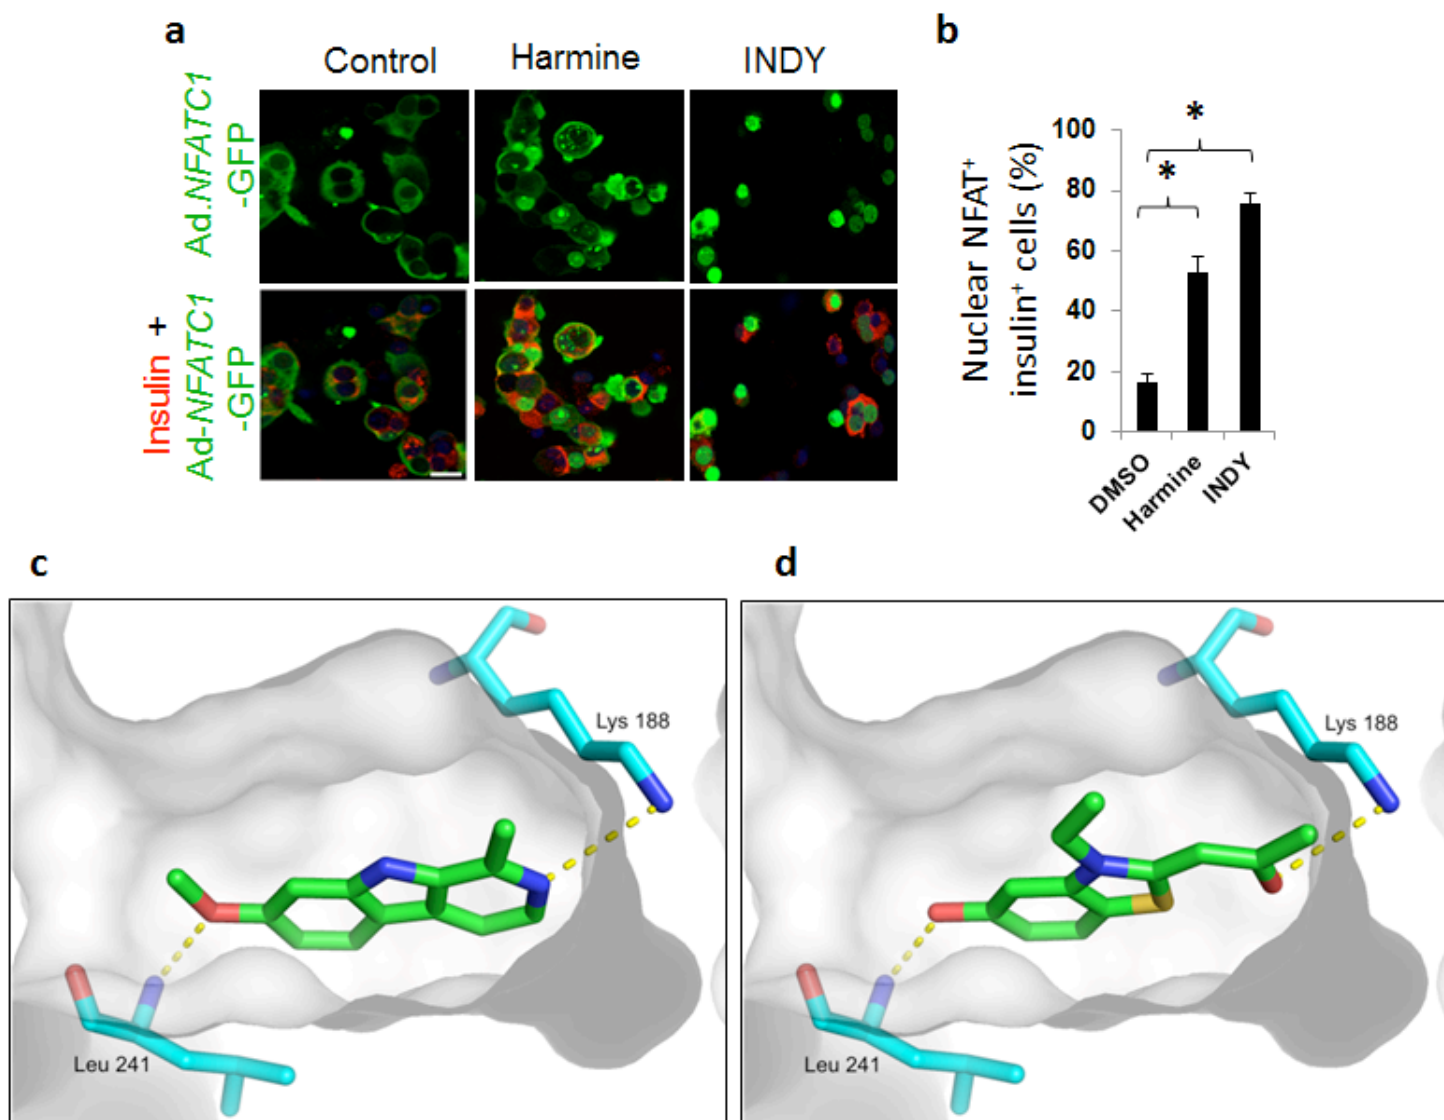 a
Control
Harmine
INDY
Ad.NFATC1
-GFP
Insulin +
Ad-NFATC1
-GFP
b
Nuclear NFAT+
insulin+ cells (%)
100
80
60
40
20
0
*
*
DMSO
Harmine
INDY
c
Lys 188
Leu 241
d
Lys 188
Leu 241